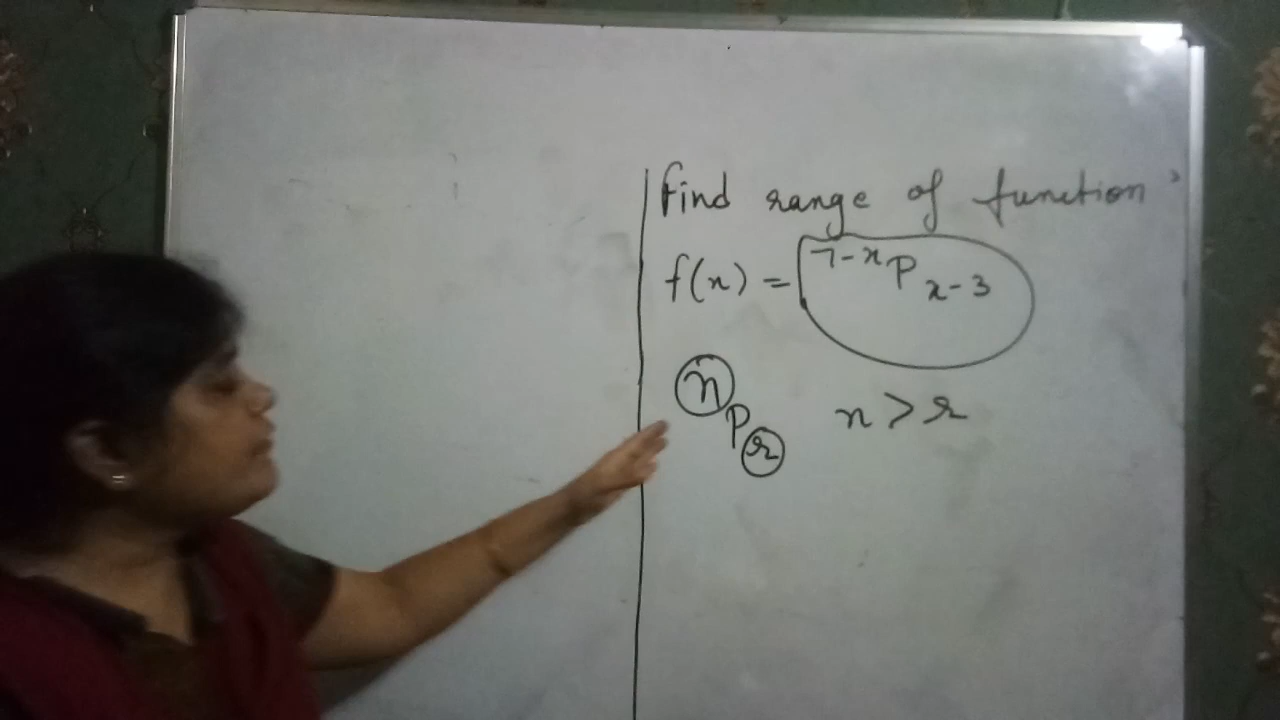 Find range of function
f(x) = 7-xPx-3
nPr n > r